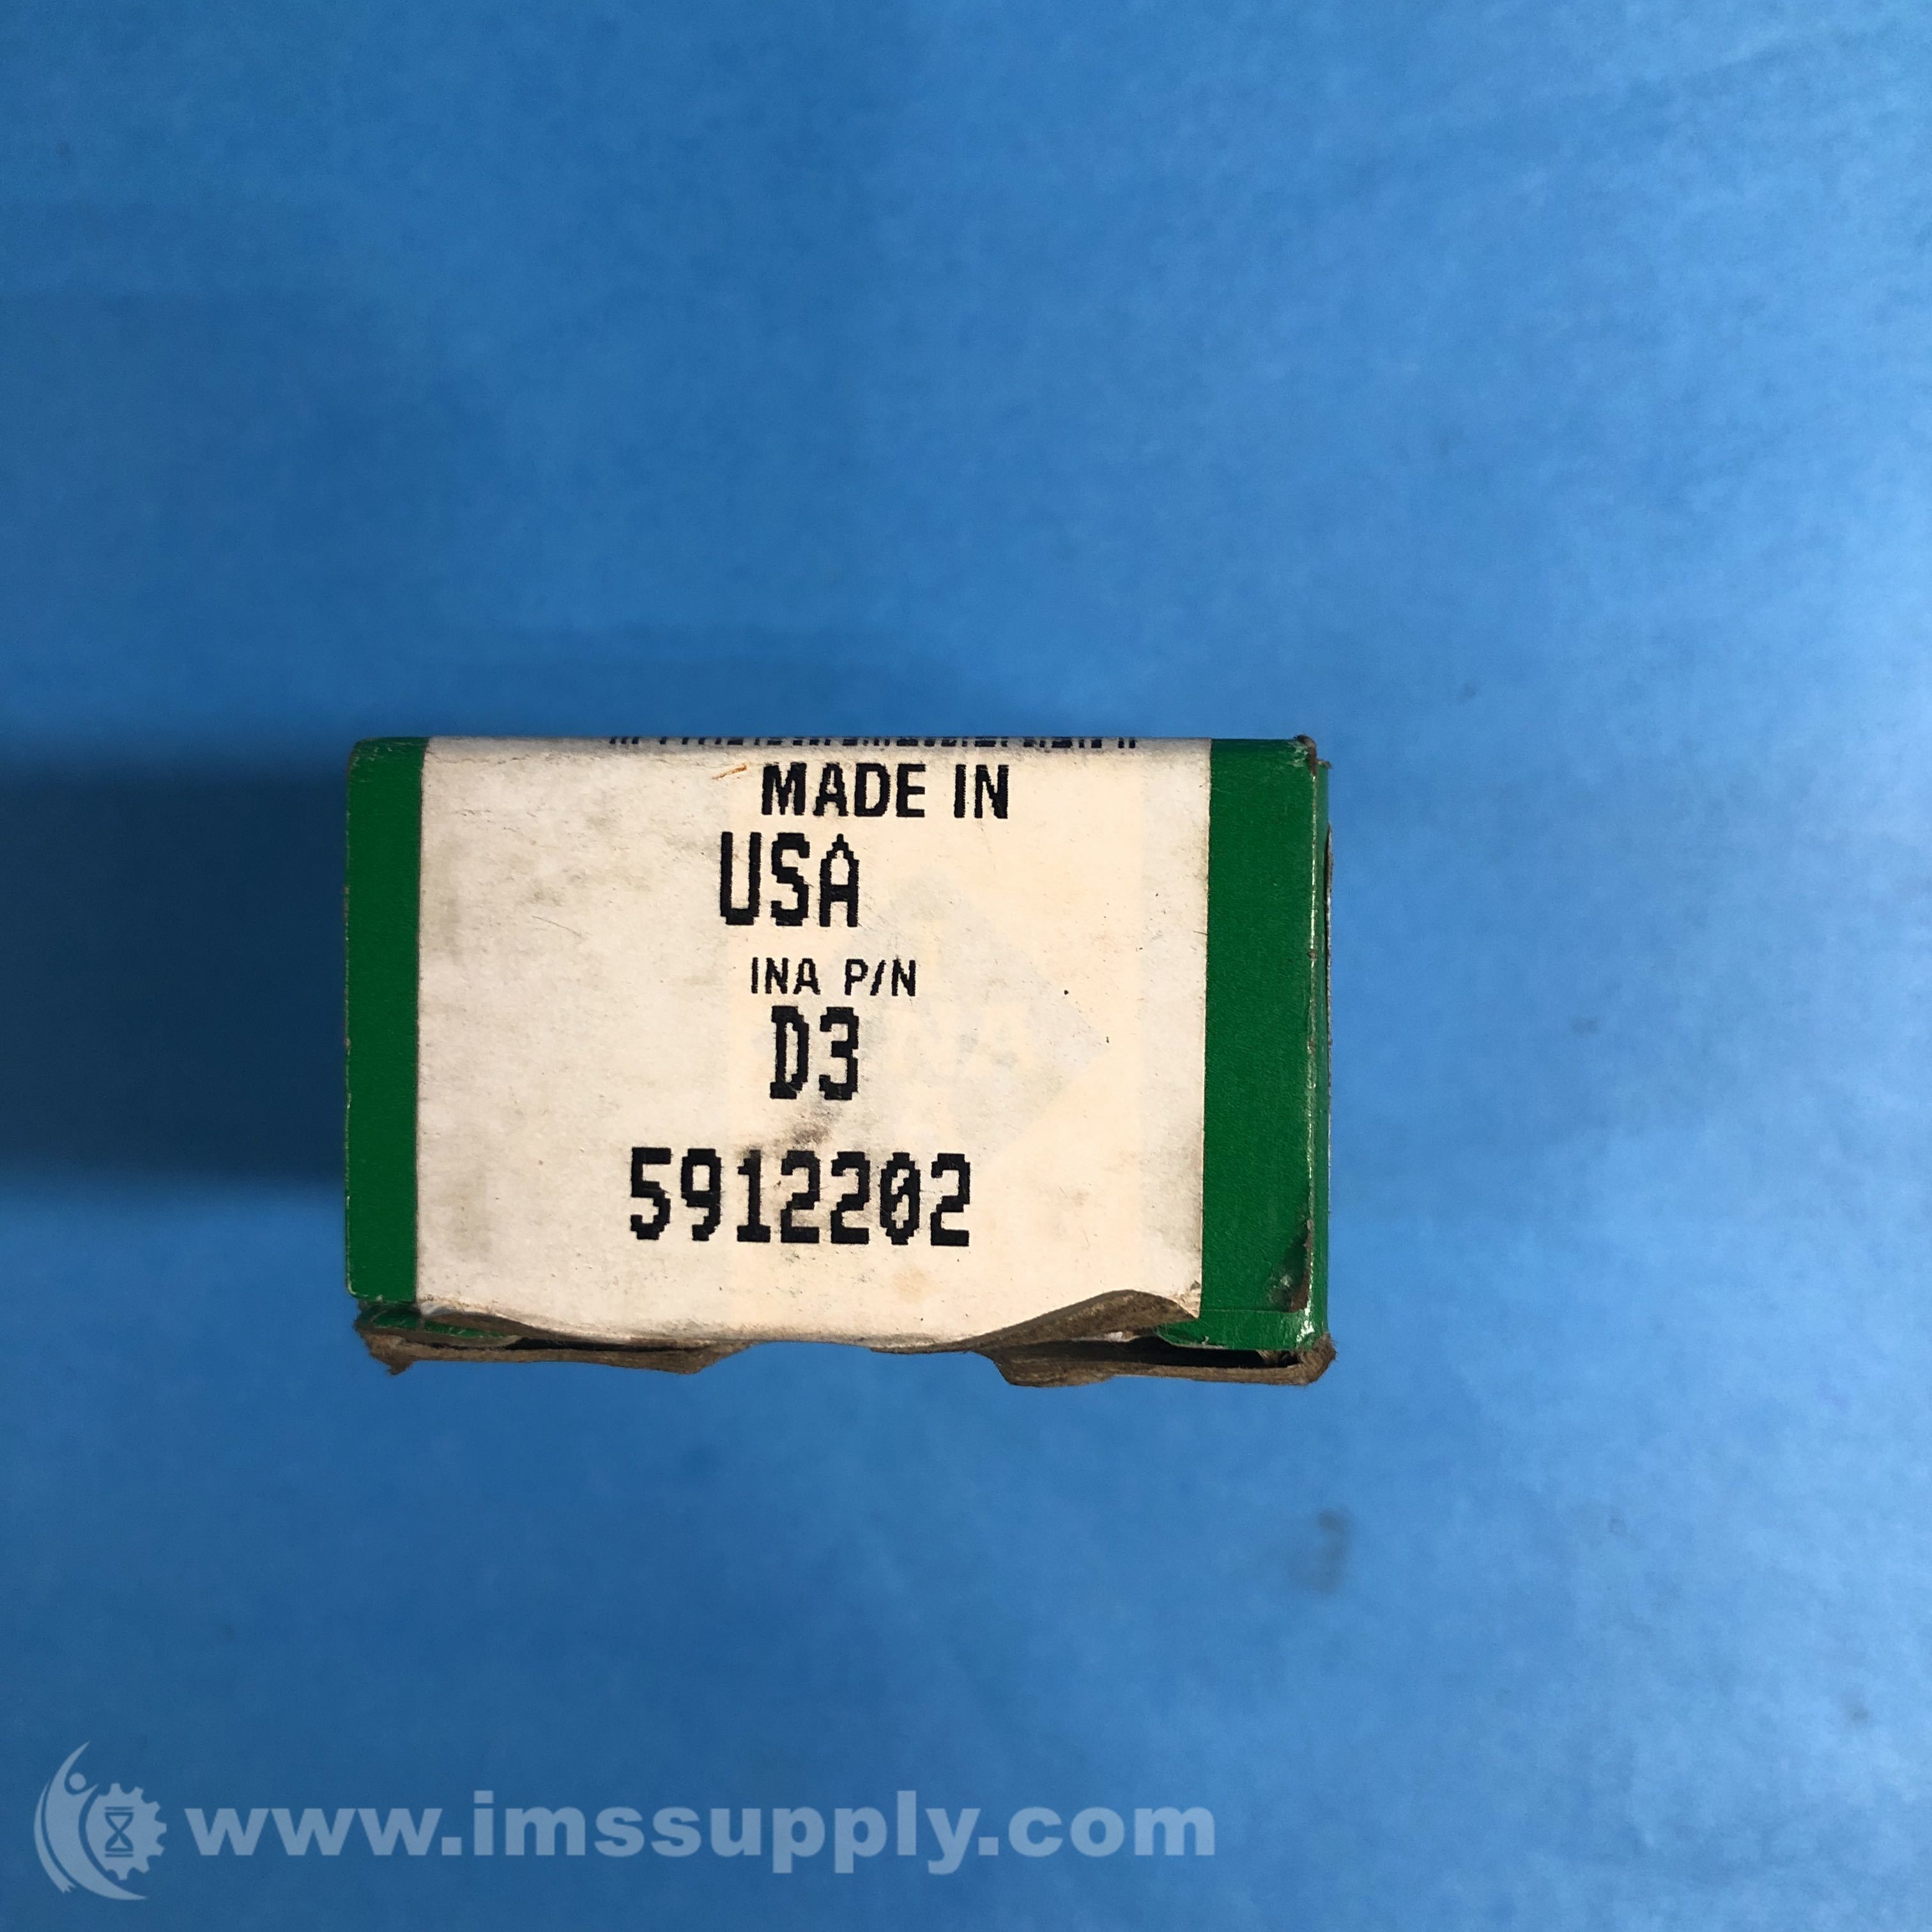 MADE IN
USA
INA P/N
D3
5912202
www.imssupply.com